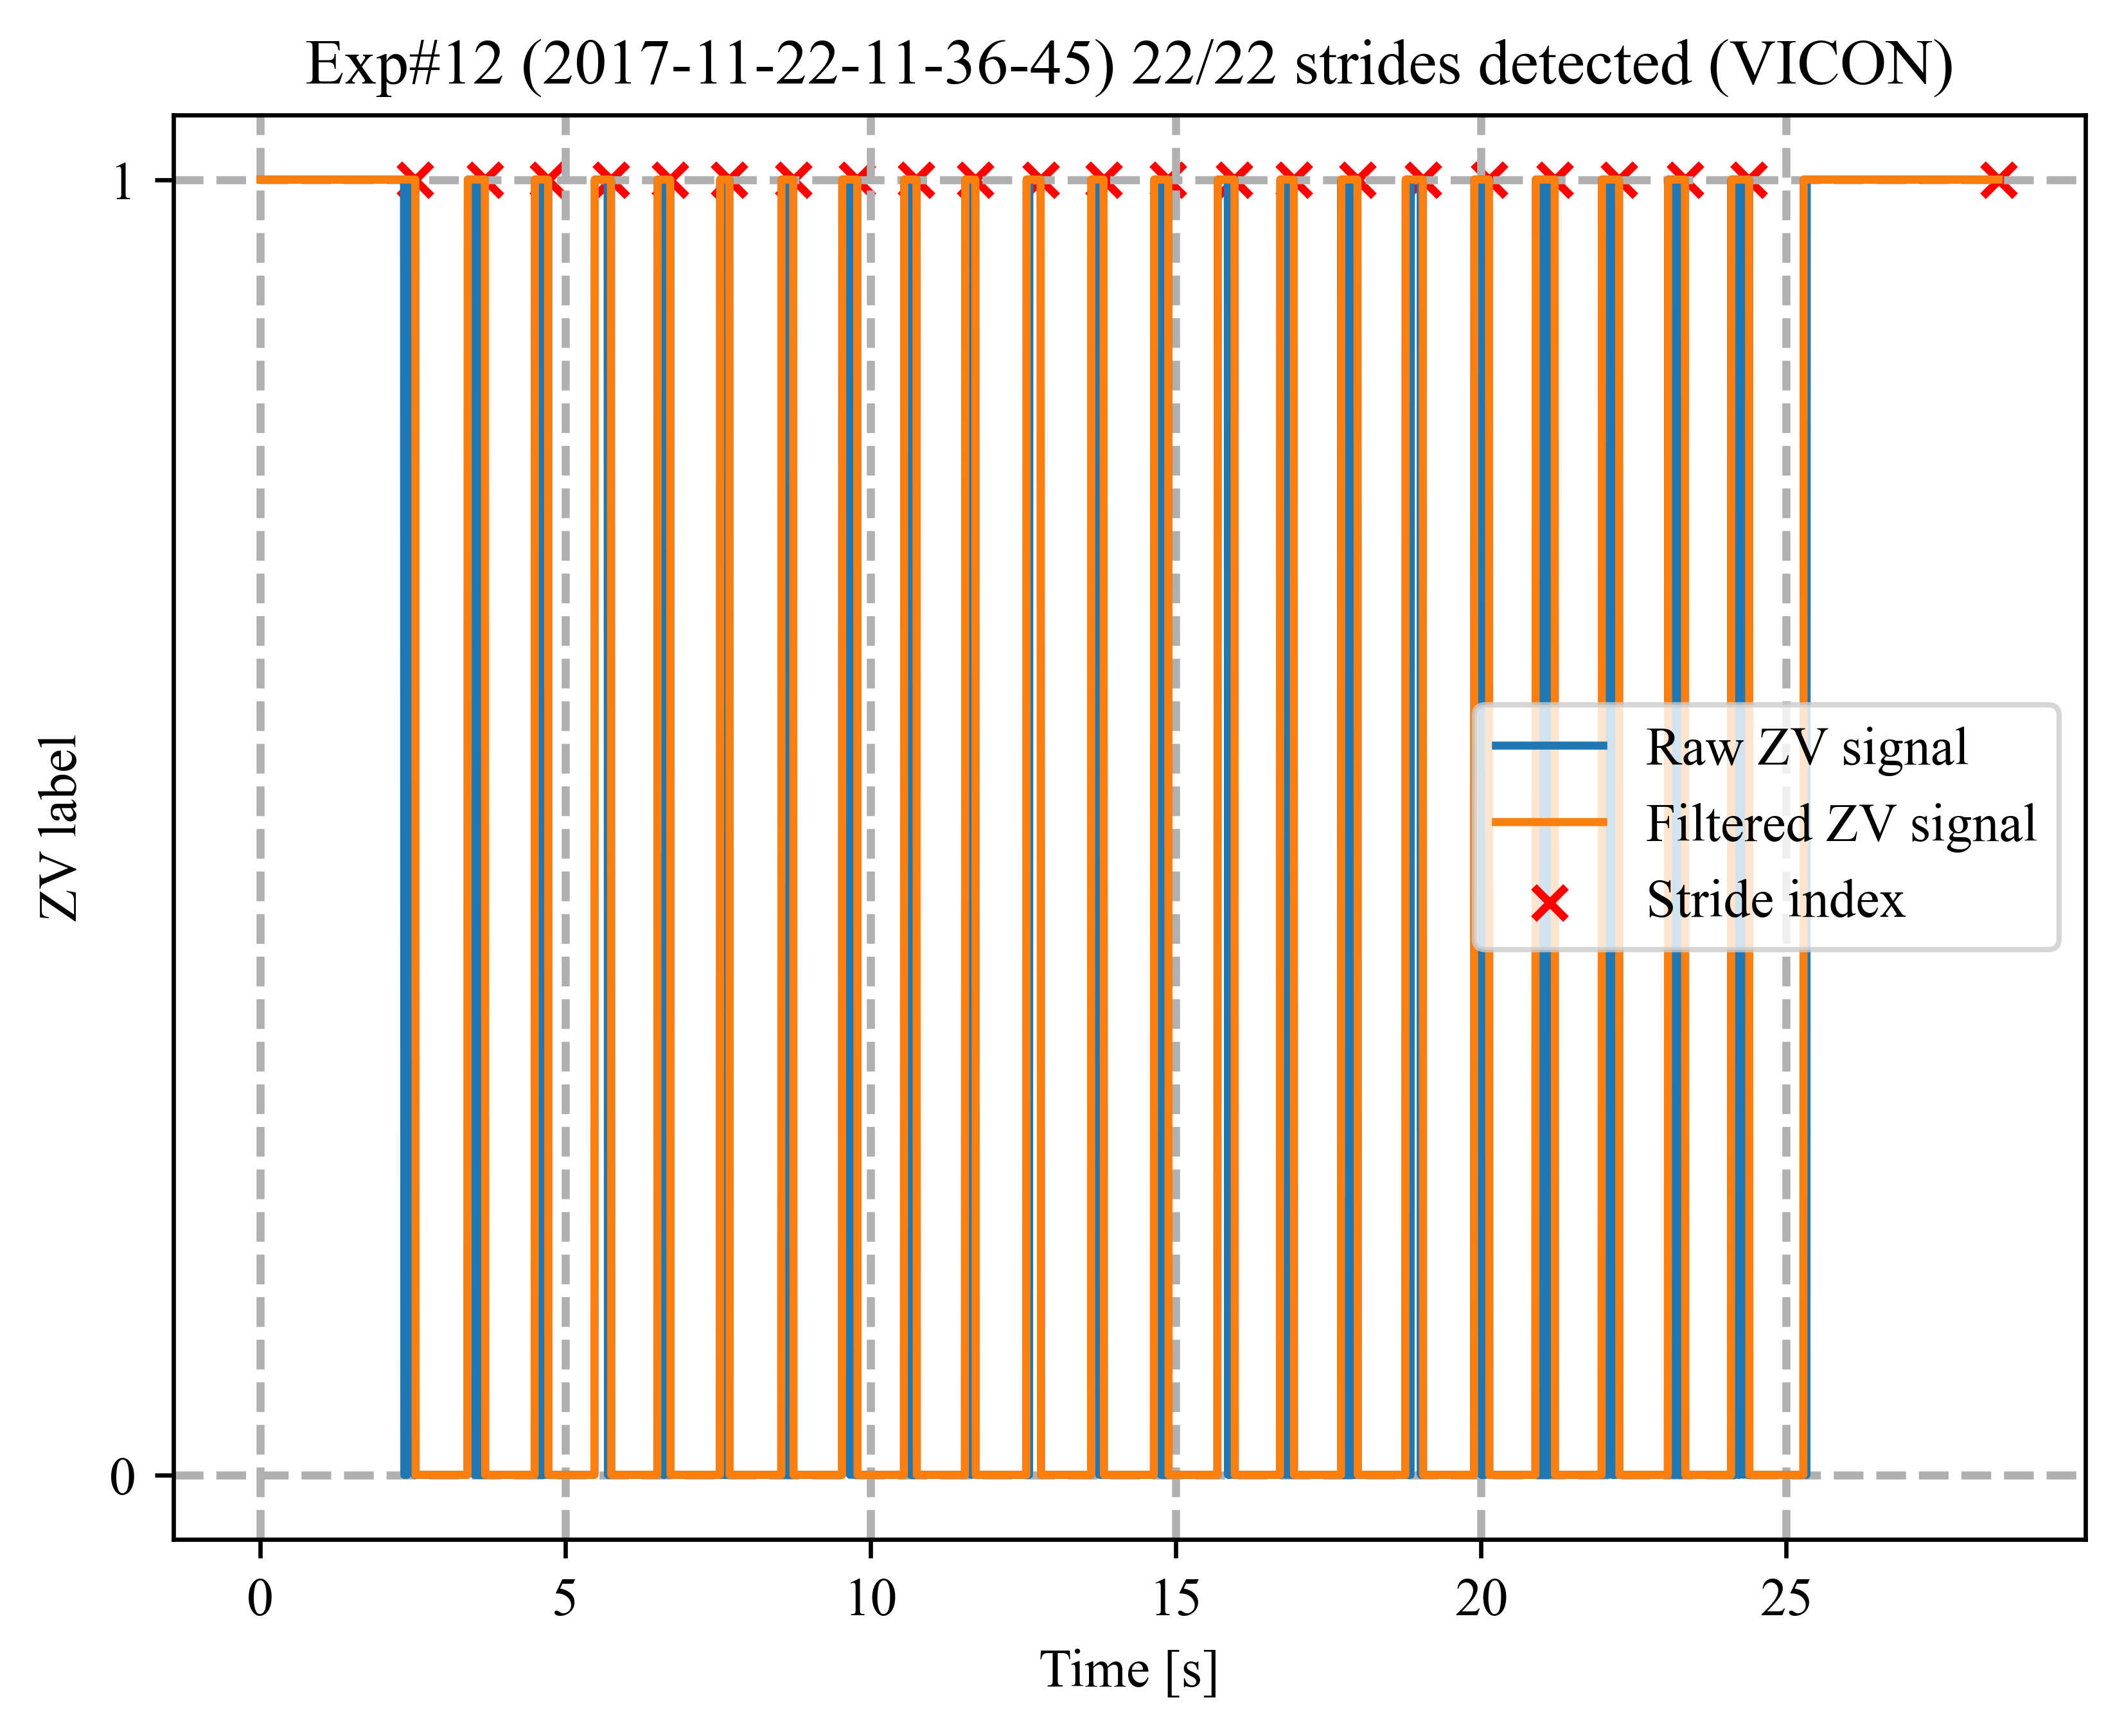 Exp#12 (2017-11-22-11-36-45) 22/22 strides detected (VICON)
1
ZV label
Raw ZV signal
Filtered ZV signal
Stride index
0
0 5 10 15 20 25
Time [s]